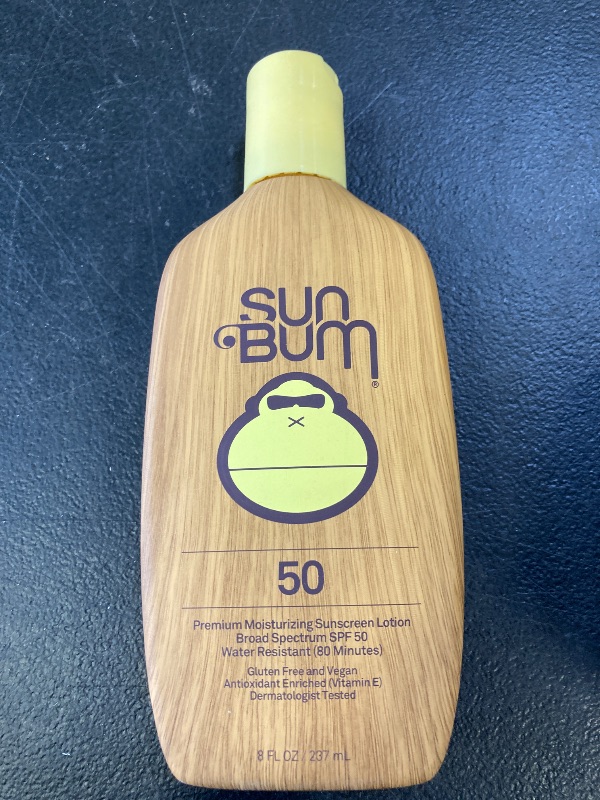 SUN
BUM®
50
Premium Moisturizing Sunscreen Lotion
Broad Spectrum SPF 50
Water Resistant (80 Minutes)
Gluten Free and Vegan
Antioxidant Enriched (Vitamin E)
Dermatologist Tested
8 FL OZ / 237 mL